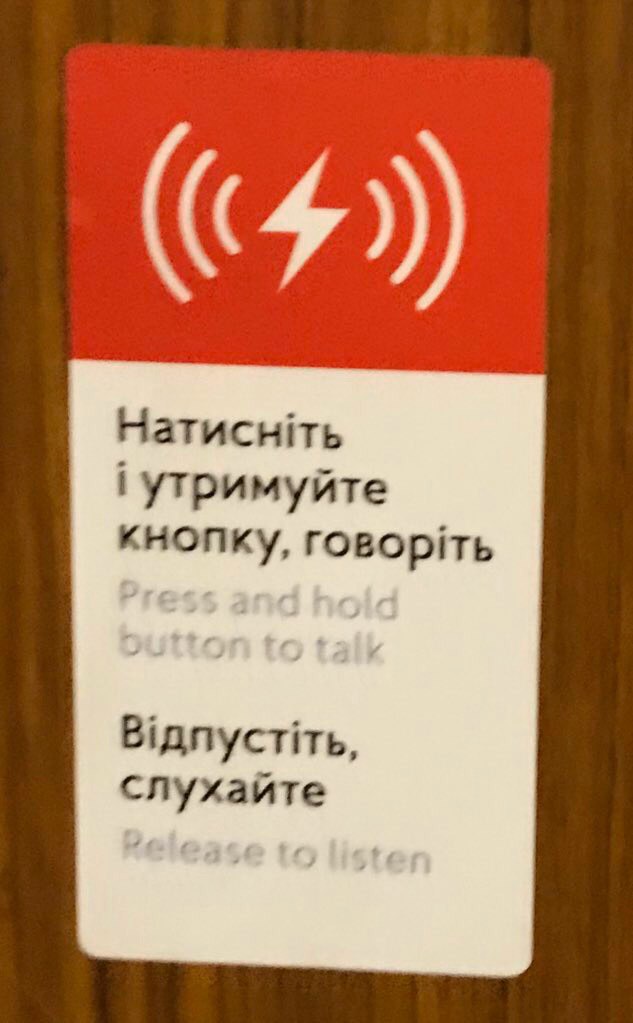 Натисніть
і утримуйте
кнопку, говоріть
Press and hold
button to talk
Відпустіть,
слухайте
Release to listen